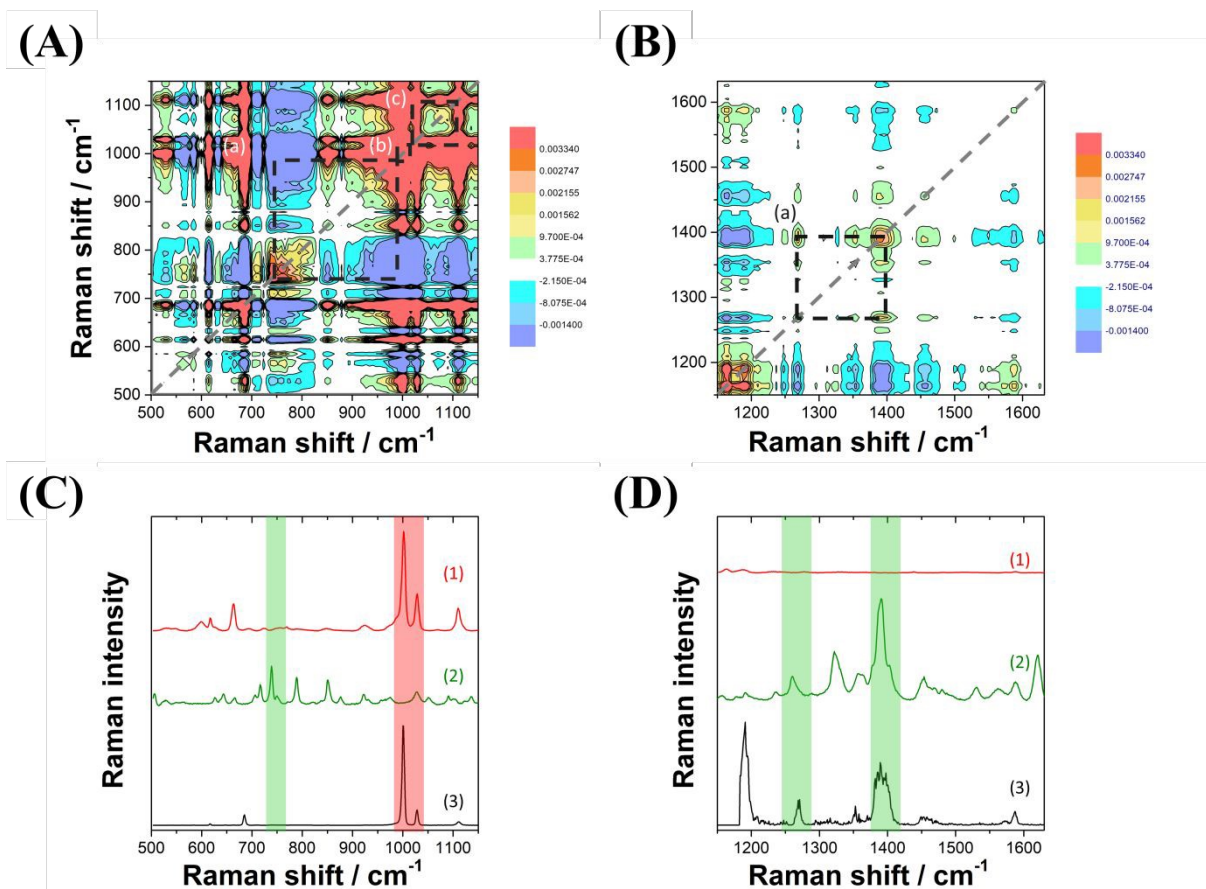 (A)
(B)
Raman shift / cm-1
1100
1000
900
800
700
600
500
(c)
(a)
(b)
500 600 700 800 900 1000 1100
Raman shift / cm-1
0.003340
0.002747
0.002155
0.001562
9.700E-04
3.775E-04
-2.150E-04
-8.075E-04
-0.001400
Raman shift / cm-1
1600
1500
1400
1300
1200
(a)
1200 1300 1400 1500 1600
Raman shift / cm-1
0.003340
0.002747
0.002155
0.001562
9.700E-04
3.775E-04
-2.150E-04
-8.075E-04
-0.001400
(C)
(D)
Raman intensity
(1)
(2)
(3)
500 600 700 800 900 1000 1100
Raman shift / cm-1
Raman intensity
(1)
(2)
(3)
1200 1300 1400 1500 1600
Raman shift / cm-1